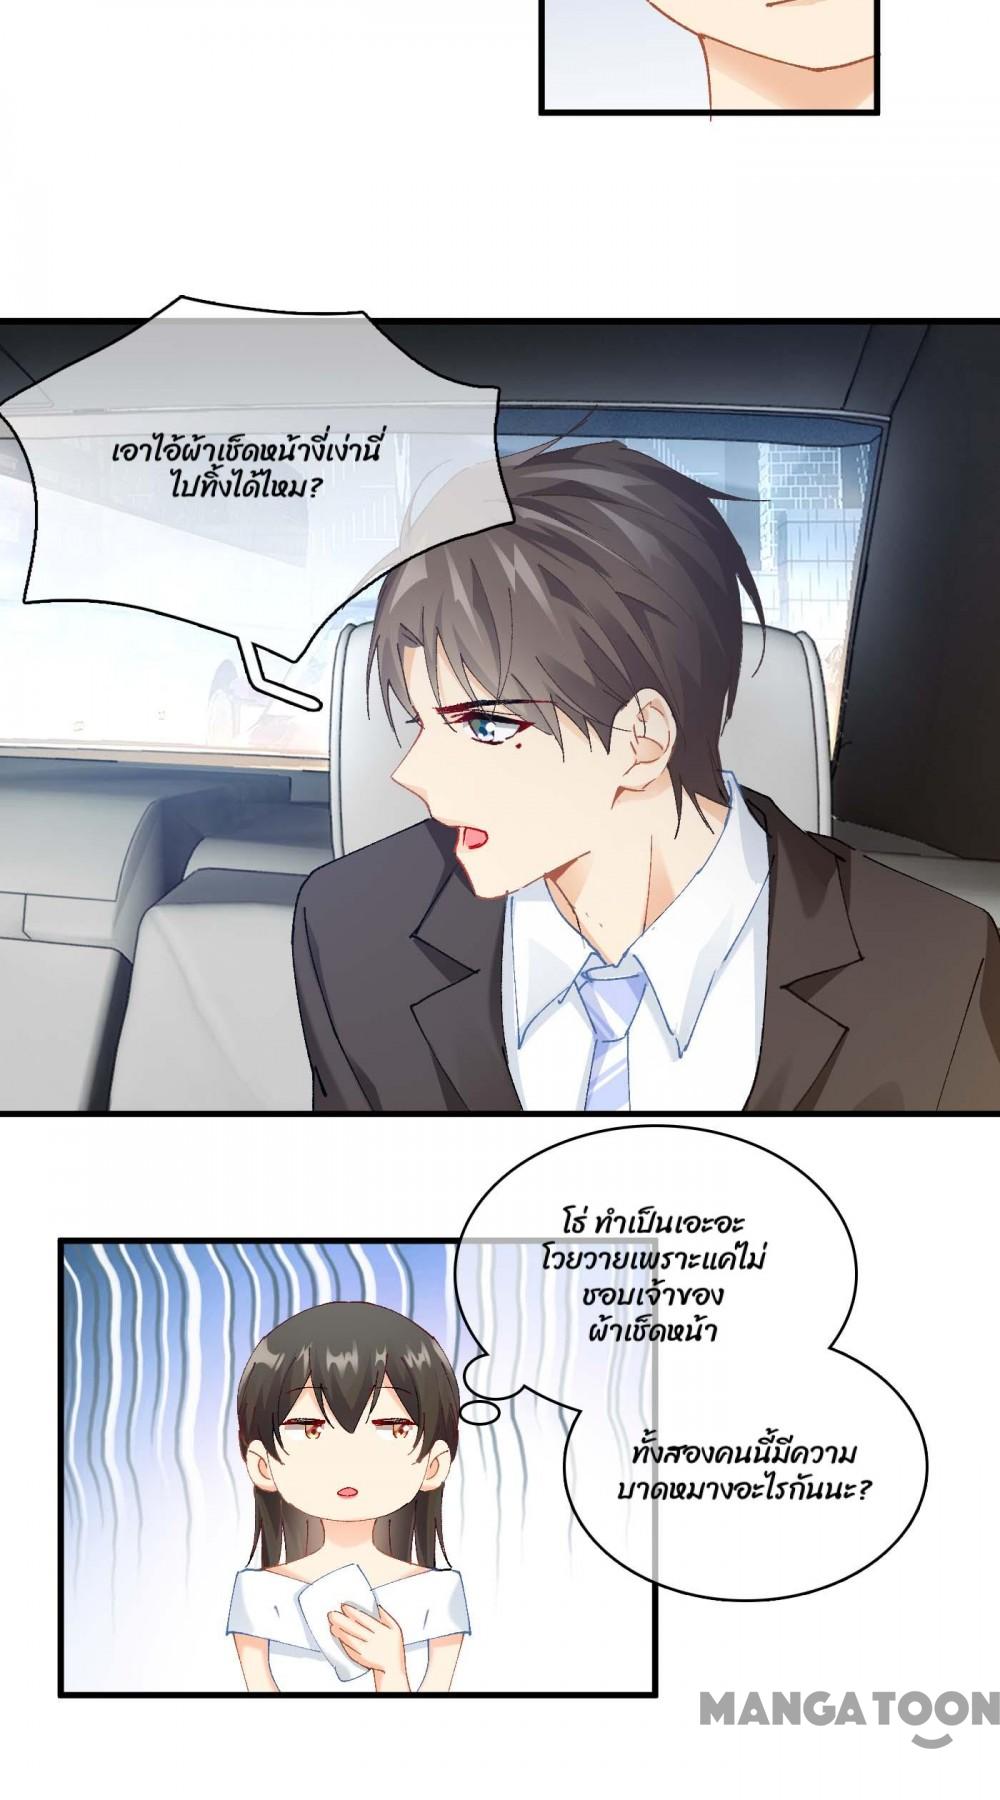 เอาไอ้ผ้าเช็ดหน้างี่เง่านี่
ไปทิ้งได้ไหม?
โธ่ ทำเป็นเอะอะ
โวยวายเพราะแค่ไม่
ชอบเจ้าของ
ผ้าเช็ดหน้า
ทั้งสองคนนี้มีความ
บาดหมางอะไรกันนะ?
MANGATOON